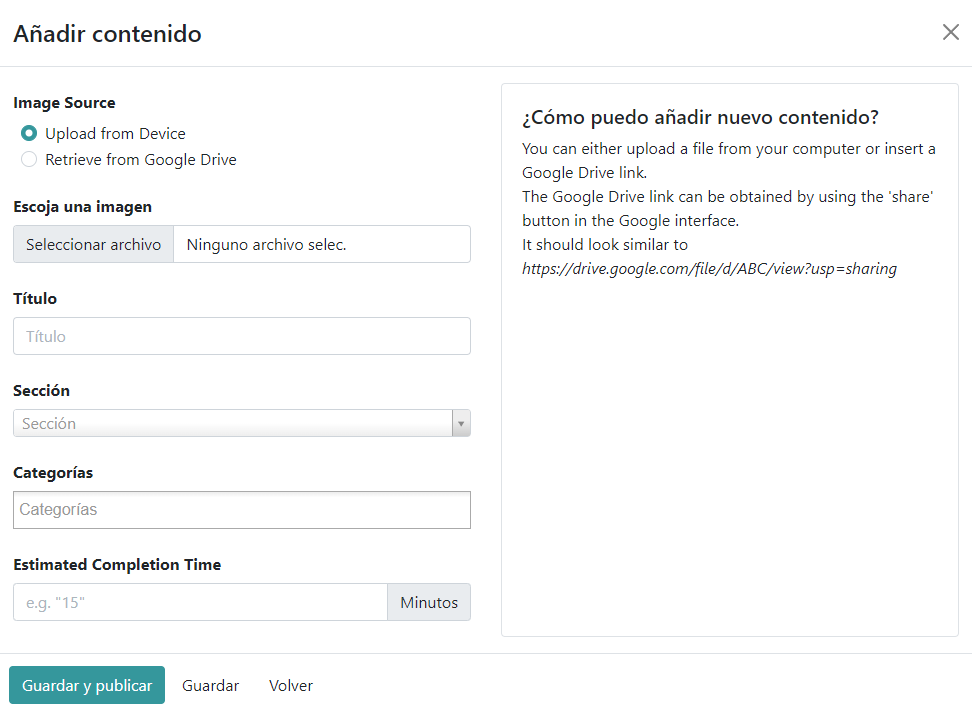 Añadir contenido
Image Source
Upload from Device
Retrieve from Google Drive
Escoja una imagen
Seleccionar archivo Ninguno archivo selec.
Título
Título
Sección
Sección
Categorías
Categorías
Estimated Completion Time
e.g. "15" Minutos
¿Cómo puedo añadir nuevo contenido?
You can either upload a file from your computer or insert a
Google Drive link.
The Google Drive link can be obtained by using the 'share'
button in the Google interface.
It should look similar to
https://drive.google.com/file/d/ABC/view?usp=sharing
Guardar y publicar Guardar Volver